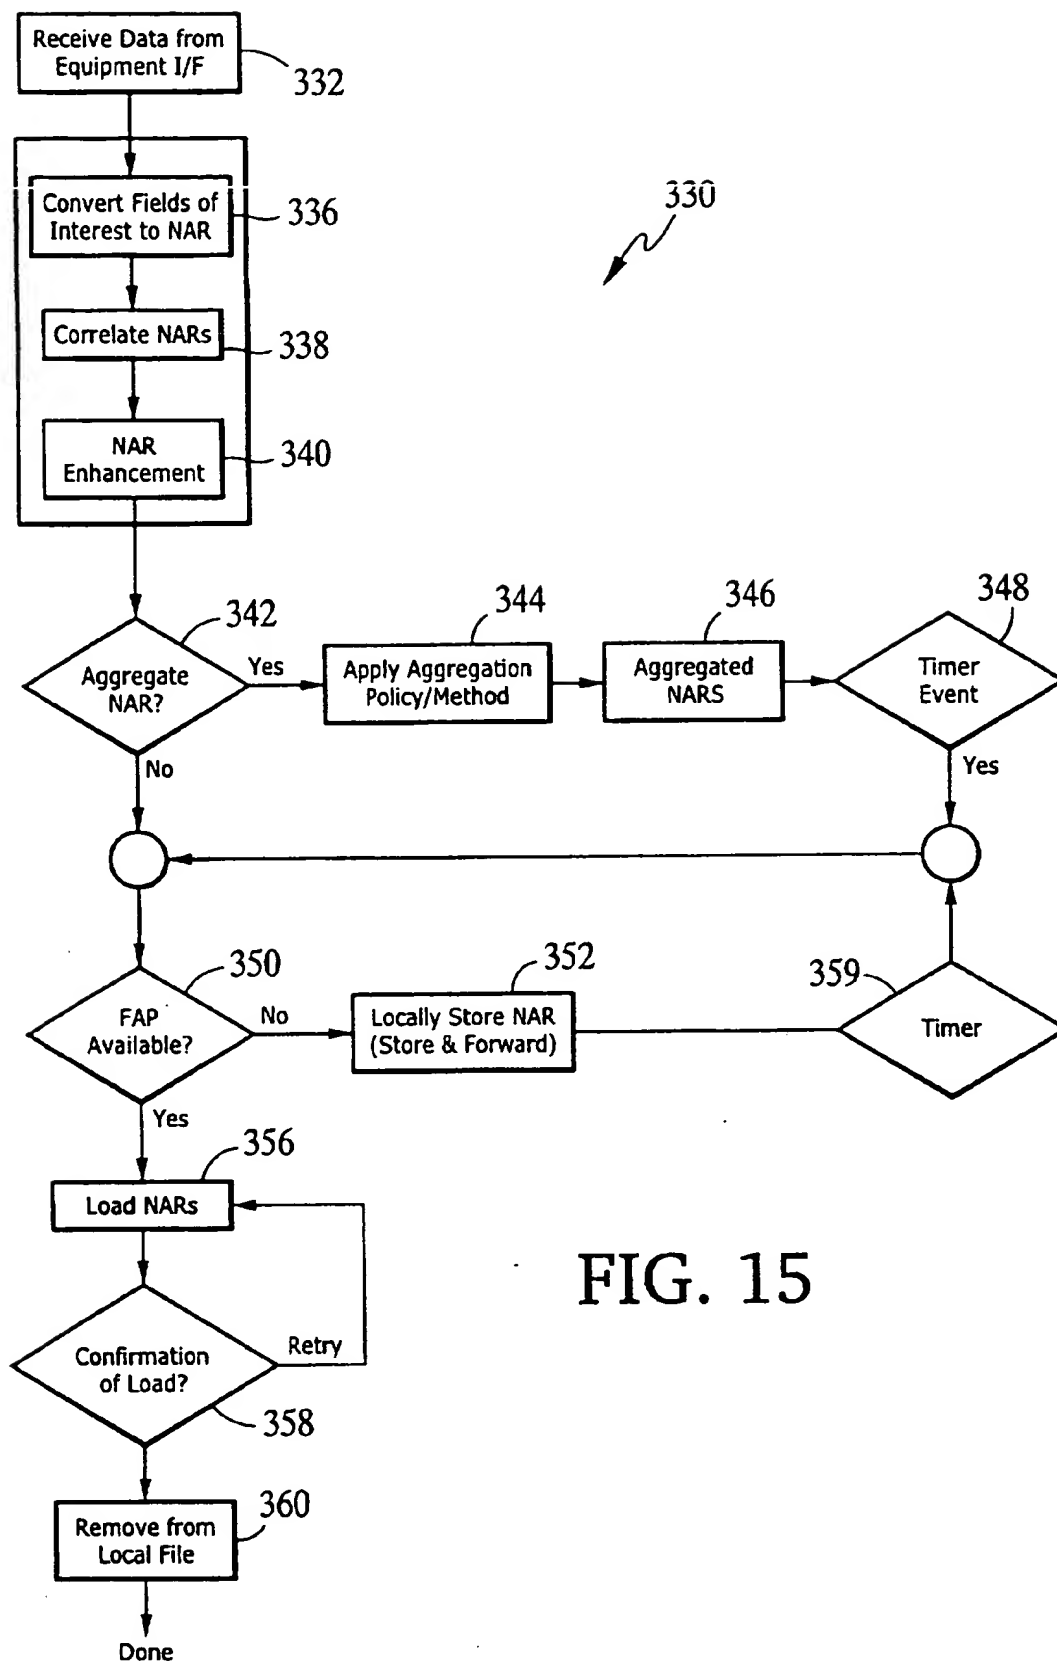 Receive Data from
Equipment I/F
332
Convert Fields of
Interest to NAR
336
330
Correlate NARs
338
NAR
Enhancement
340
342
344
346
348
Aggregate
NAR?
Yes
Apply Aggregation
Policy/Method
Aggregated
NARS
Timer
Event
No
Yes
350
352
359
FAP
Available?
No
Locally Store NAR
(Store & Forward)
Timer
Yes
356
Load NARs
FIG. 15
Confirmation
of Load?
Retry
358
360
Remove from
Local File
Done